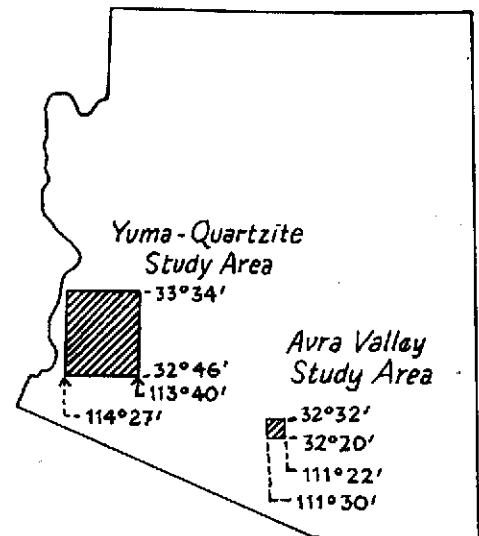 Yuma-Quartzite
Study Area
33°34'
32°46'
113°40'
114°27'
Avra Valley
Study Area
32°32'
32°20'
111°22'
111°30'